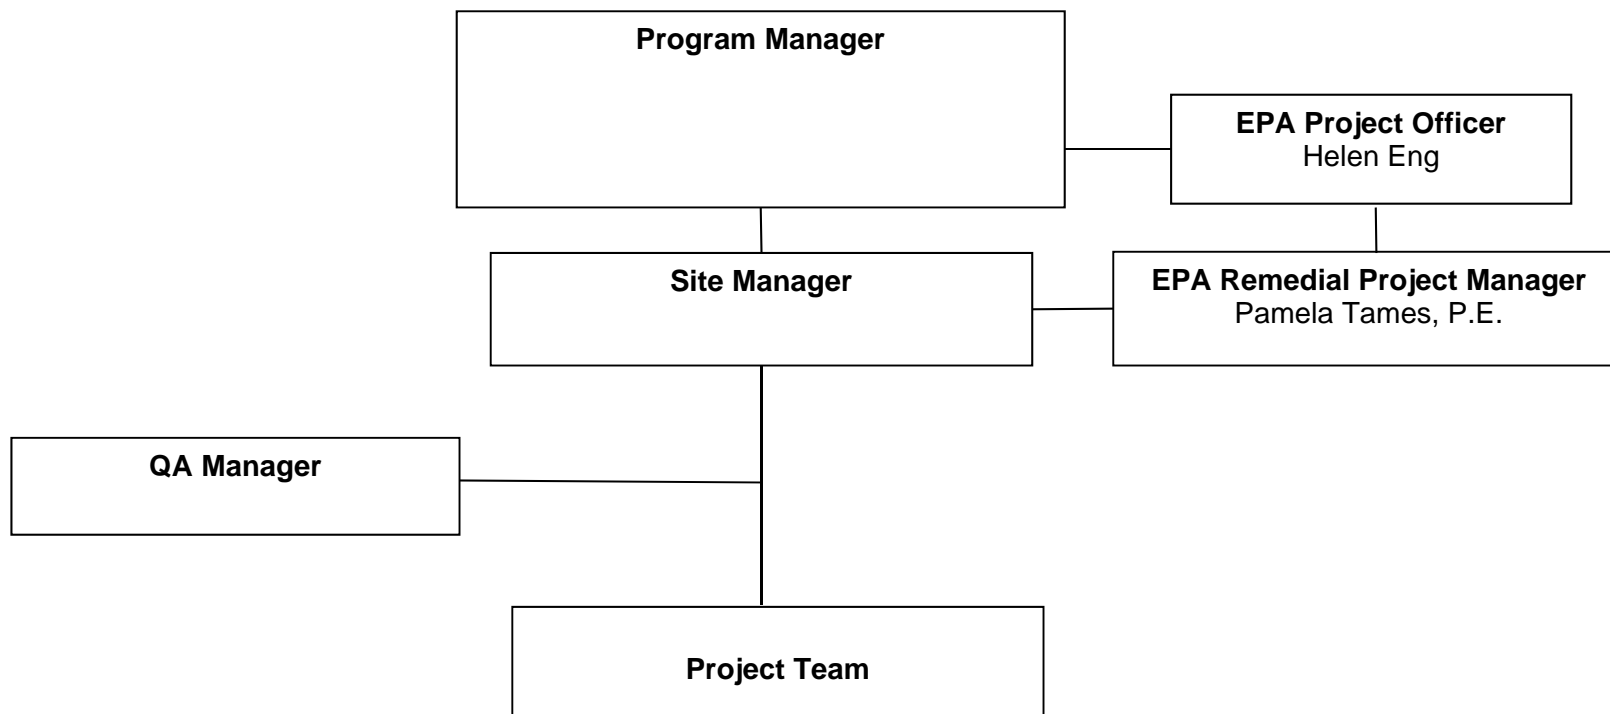 Program Manager
EPA Project Officer
Helen Eng
Site Manager
EPA Remedial Project Manager
Pamela Tames, P.E.
QA Manager
Project Team